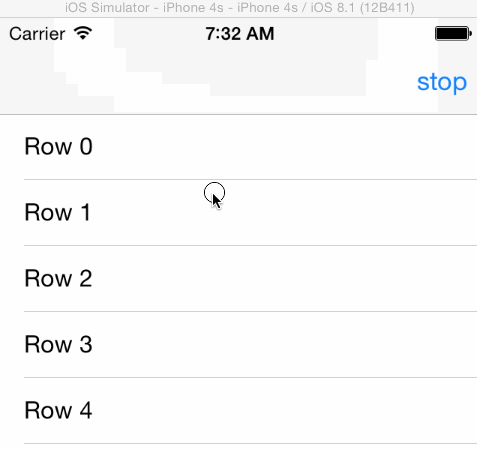 iOS Simulator - iPhone 4s - iPhone 4s / iOS 8.1 (12B411)
Carrier 7:32 AM
stop
Row 0
Row 1
Row 2
Row 3
Row 4